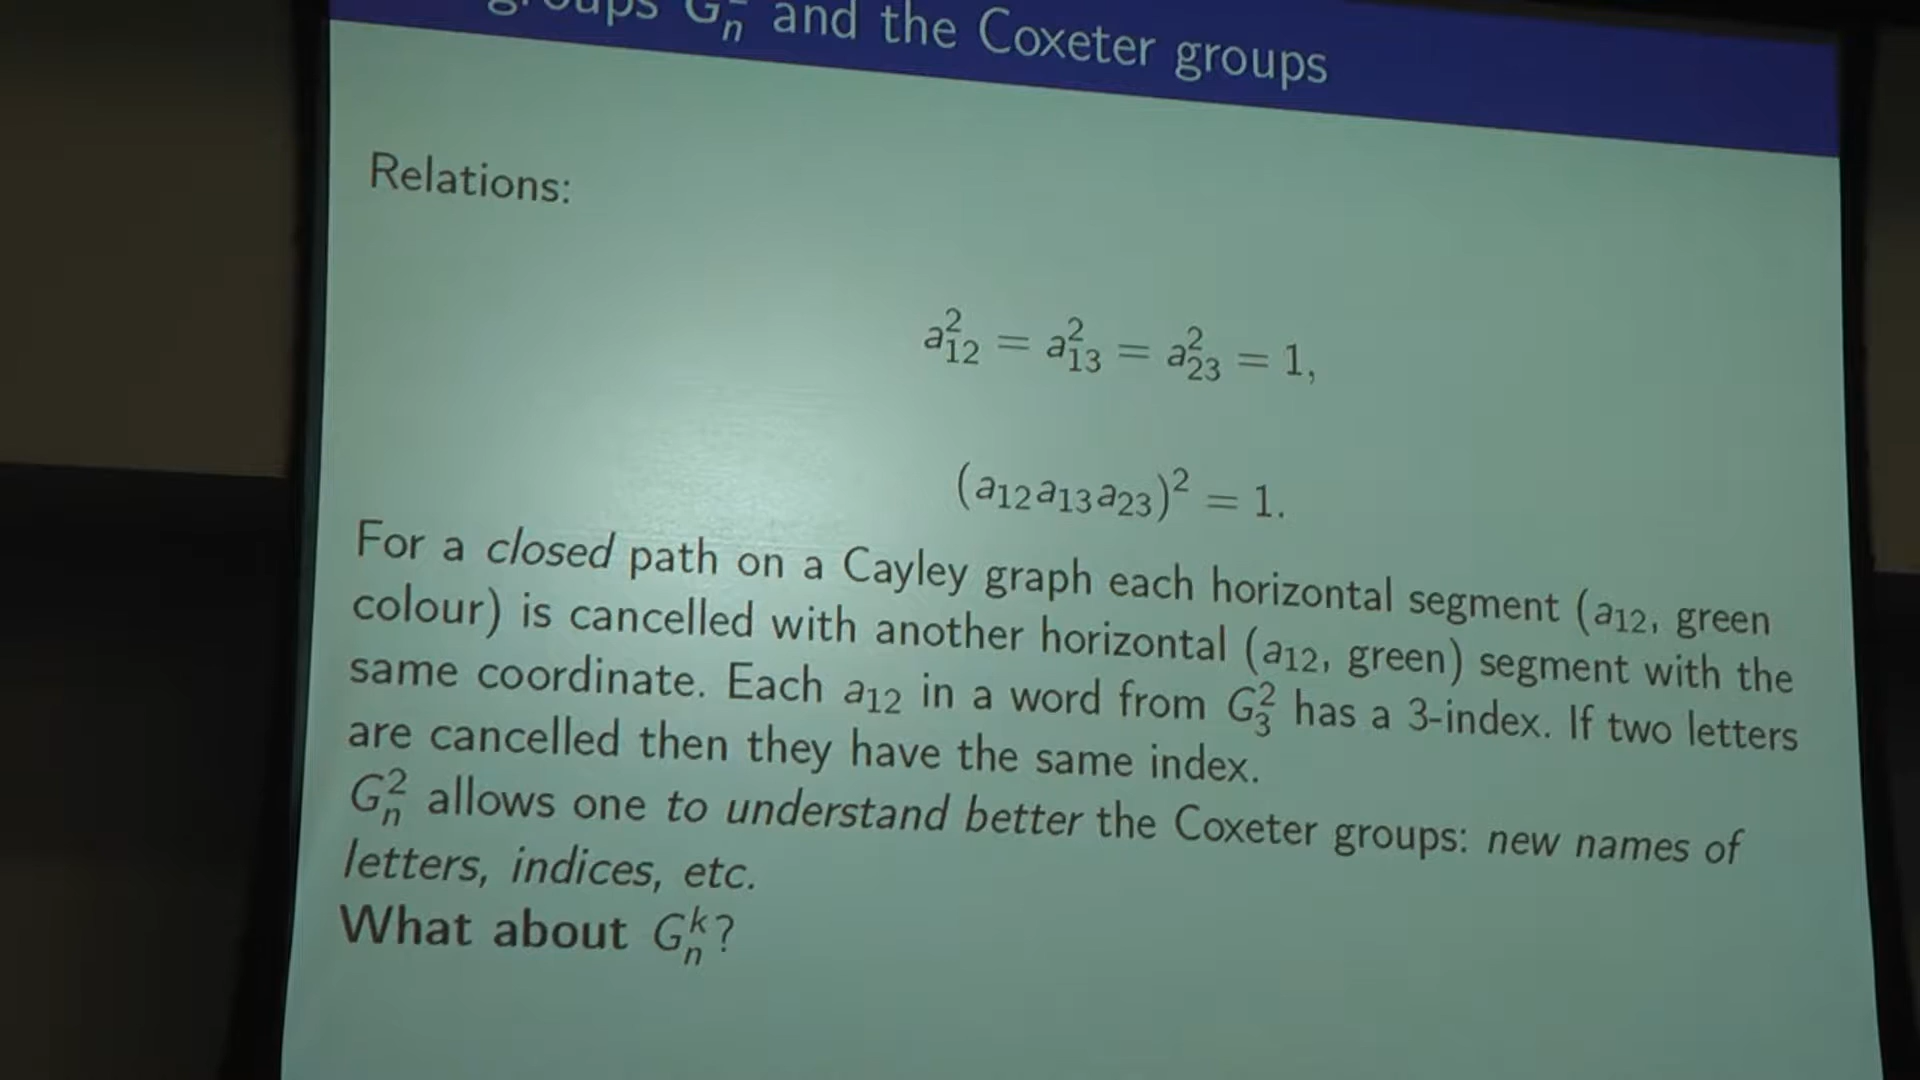 groups G_n^2 and the Coxeter groups
Relations:
a_{12}^2 = a_{13}^2 = a_{23}^2 = 1,
(a_{12}a_{13}a_{23})^2 = 1.
For a closed path on a Cayley graph each horizontal segment (a_{12}, green
colour) is cancelled with another horizontal (a_{12}, green) segment with the
same coordinate. Each a_{12} in a word from G_3^2 has a 3-index. If two letters
are cancelled then they have the same index.
G_n^2 allows one to understand better the Coxeter groups: new names of
letters, indices, etc.
What about G_n^k?